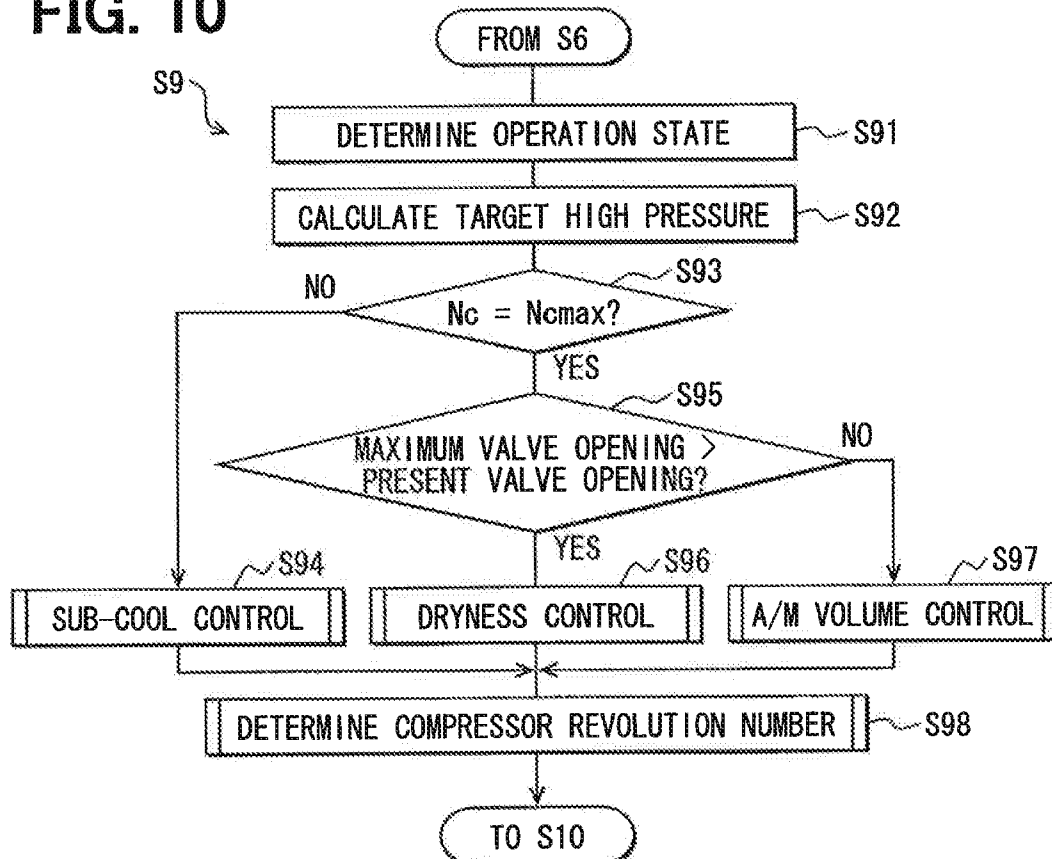 FIG. 10
FROM S6
S9
DETERMINE OPERATION STATE
S91
CALCULATE TARGET HIGH PRESSURE
S92
S93
NO
Nc = Ncmax?
YES
S95
NO
MAXIMUM VALVE OPENING >
PRESENT VALVE OPENING?
YES
S94
S96
S97
SUB-COOL CONTROL
DRYNESS CONTROL
A/M VOLUME CONTROL
DETERMINE COMPRESSOR REVOLUTION NUMBER
S98
TO S10